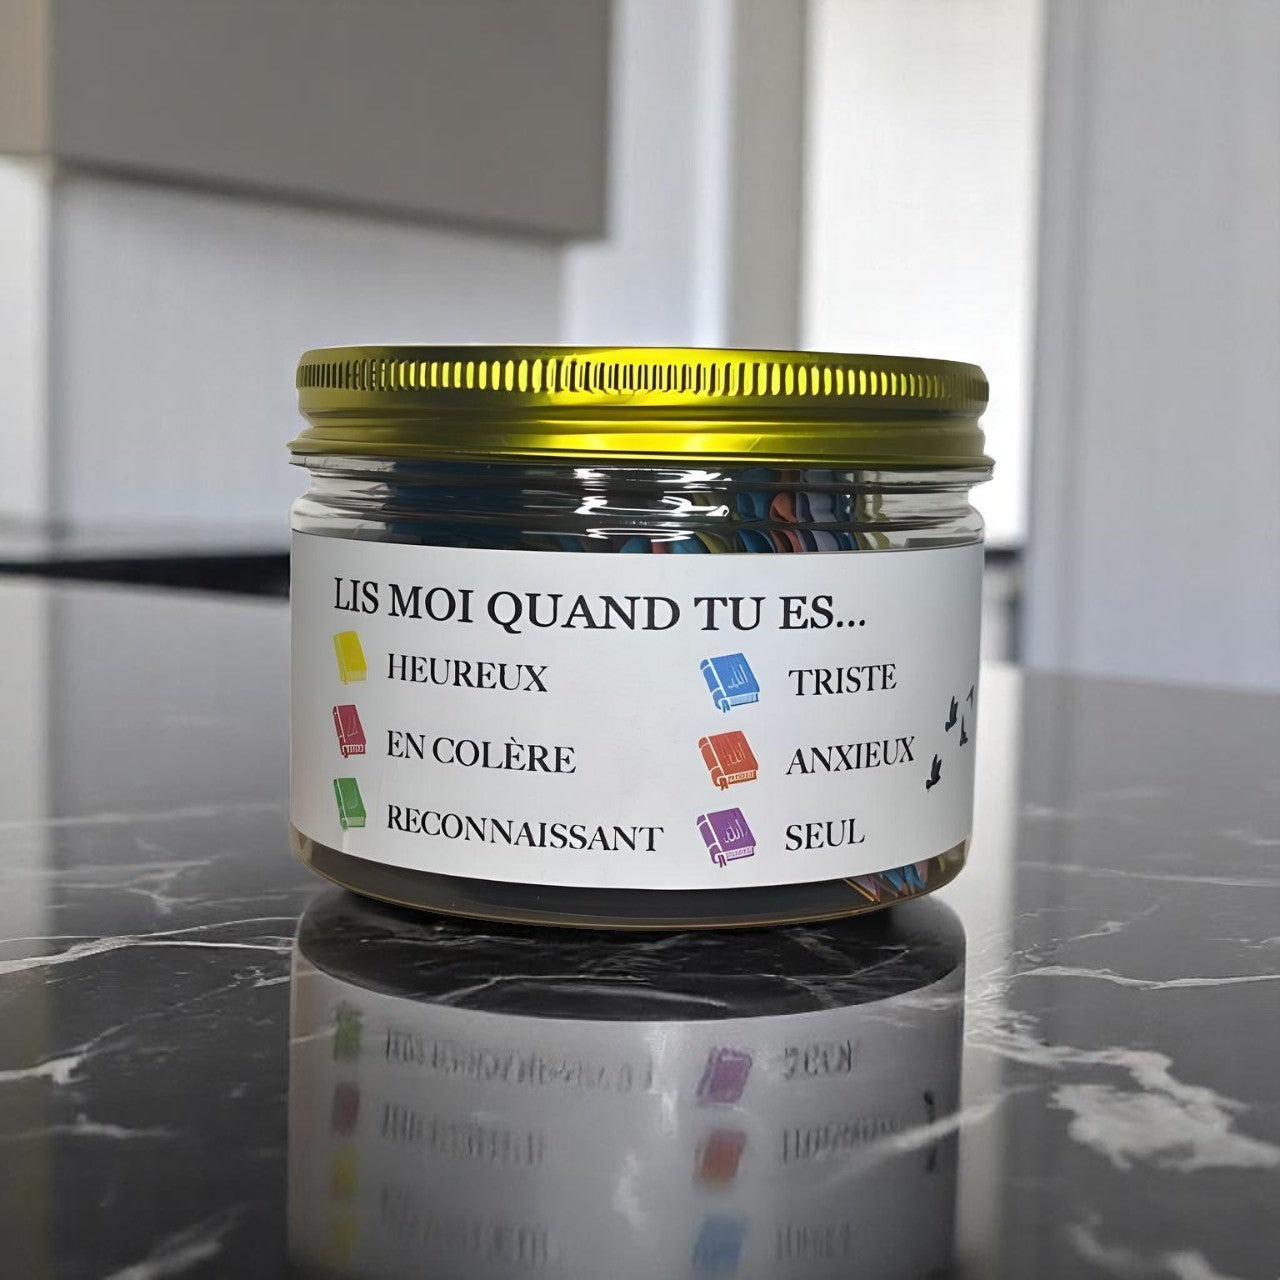 LIS MOI QUAND TU ES...
HEUREUX
EN COLÈRE
RECONNAISSANT
TRISTE
ANXIEUX
SEUL